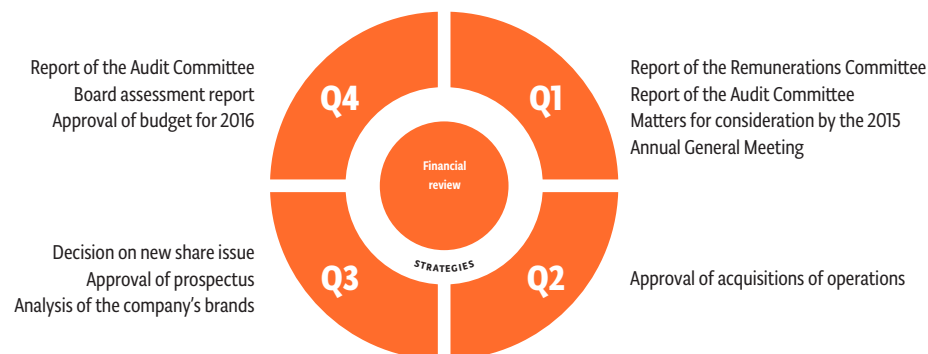 Report of the Audit Committee
Board assessment report
Approval of budget for 2016
Q4
Q1
Report of the Remunerations Committee
Report of the Audit Committee
Matters for consideration by the 2015
Annual General Meeting
Financial
review
STRATEGIES
Decision on new share issue
Approval of prospectus
Analysis of the company's brands
Q3
Q2
Approval of acquisitions of operations